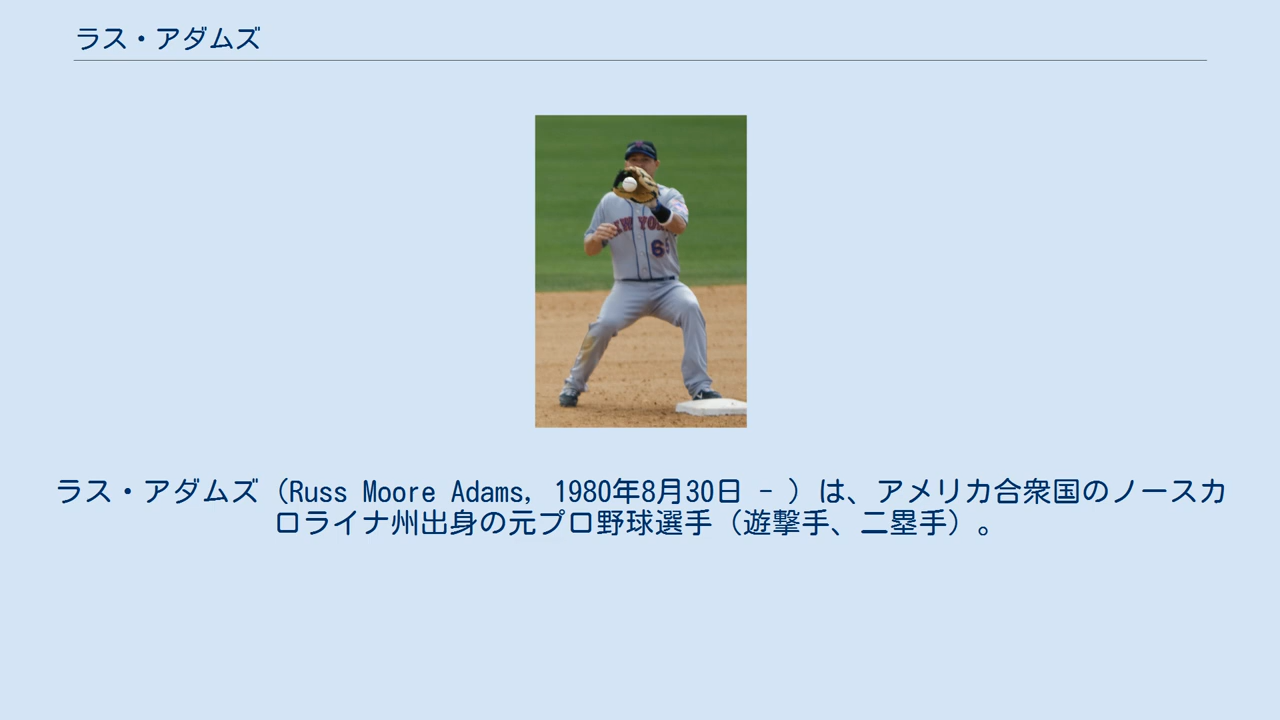 ラス・アダムズ
NEW YORK
69
ラス・アダムズ（Russ Moore Adams, 1980年8月30日 - ）は、アメリカ合衆国のノースカ
ロライナ州出身の元プロ野球選手（遊撃手、二塁手）。